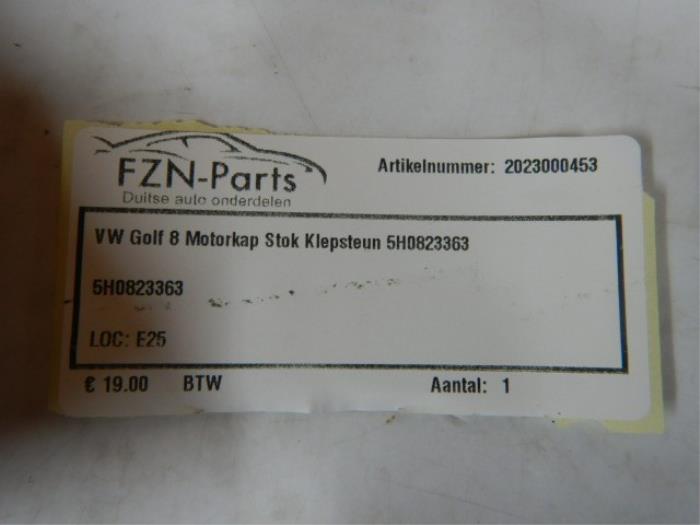 FZN-Parts
Duitse auto onderdelen
Artikelnummer: 2023000453
VW Golf 8 Motorkap Stok Klepsteun 5H0823363
5H0823363
LOC: E25
€ 19.00 BTW Aantal: 1